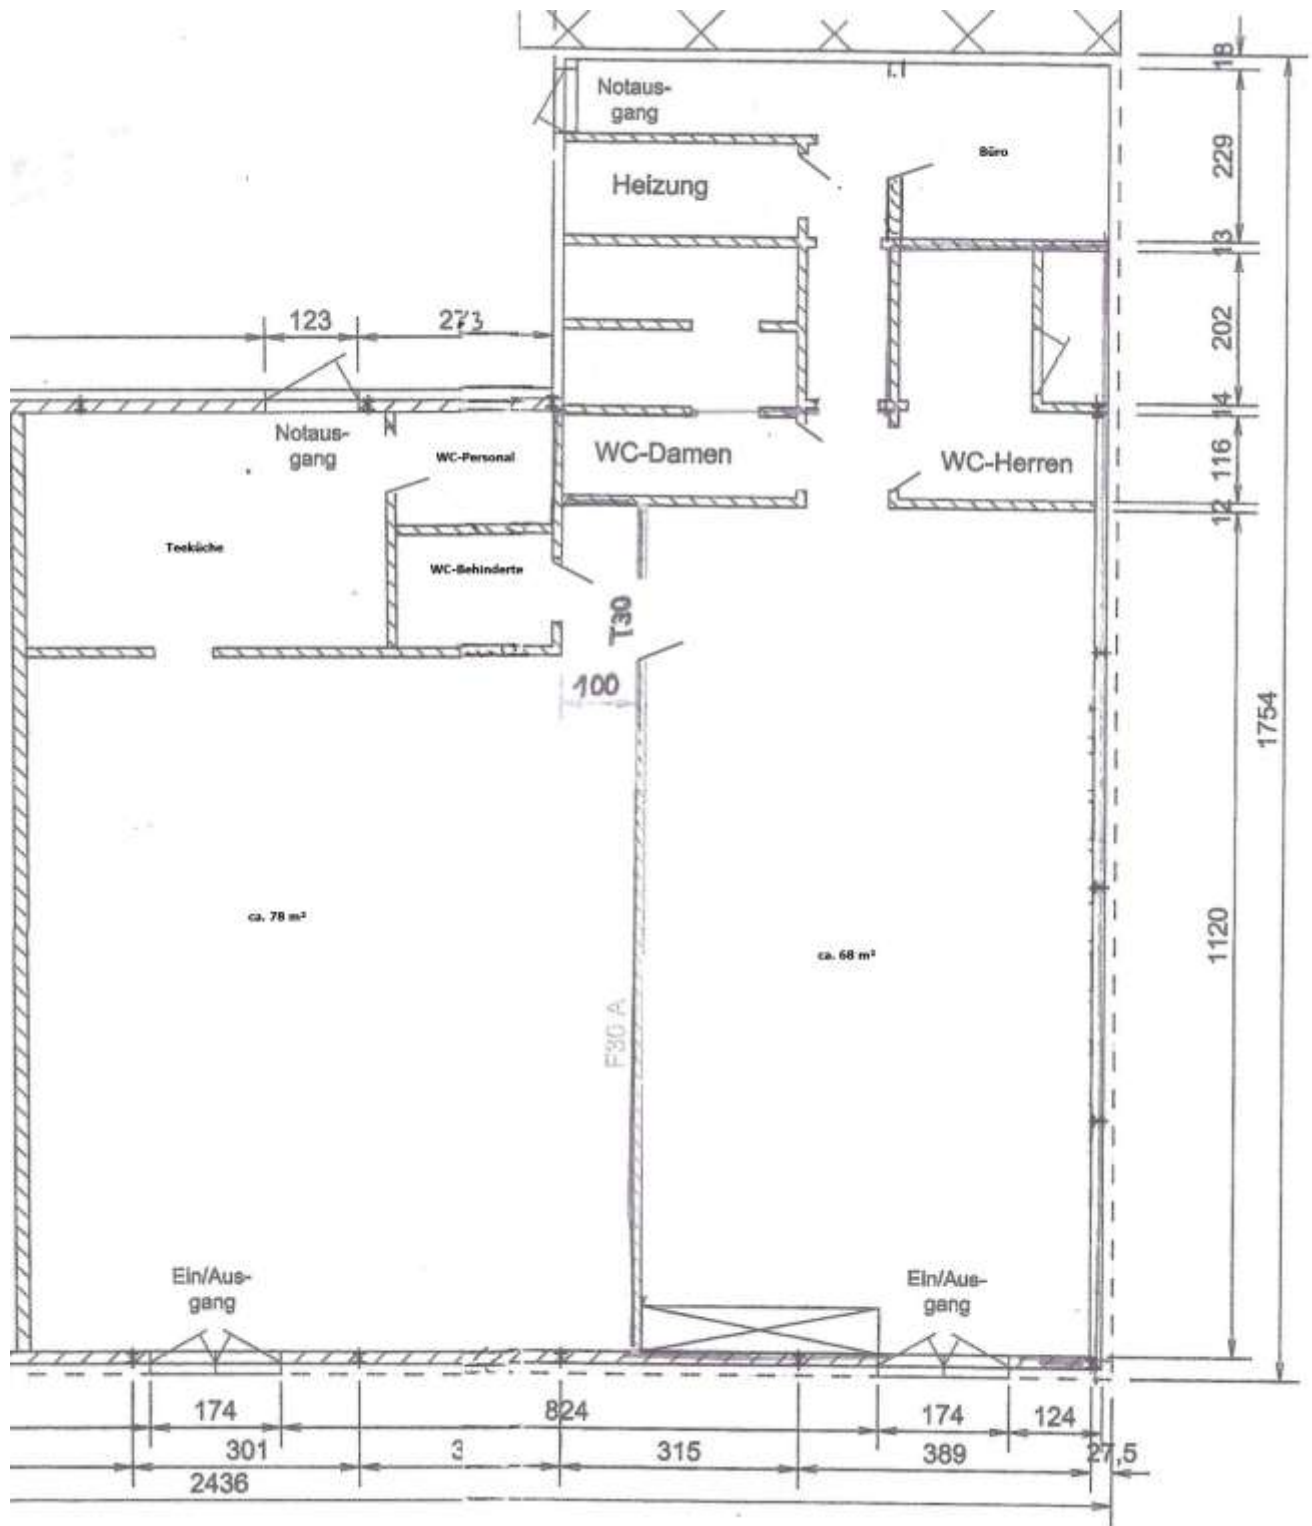 18
Notaus-
gang
Büro
229
Heizung
13
123
273
202
14
Notaus-
gang
WC-Personal
WC-Damen
WC-Herren
116
12
Teeküche
WC-Behinderte
T30
100
1754
ca. 78 m²
ca. 68 m²
1120
F30 A
Ein/Aus-
gang
Ein/Aus-
gang
174
824
174
124
301
315
389
27,5
2436